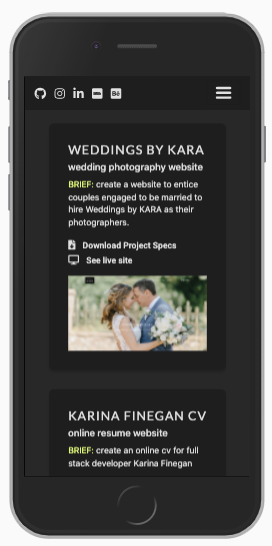 in
Bē
WEDDINGS BY KARA
wedding photography website
BRIEF: create a website to entice
couples engaged to be married to
hire Weddings by KARA as their
photographers.
Download Project Specs
See live site
KARINA FINEGAN CV
online resume website
BRIEF: create an online cv for full
stack developer Karina Finegan